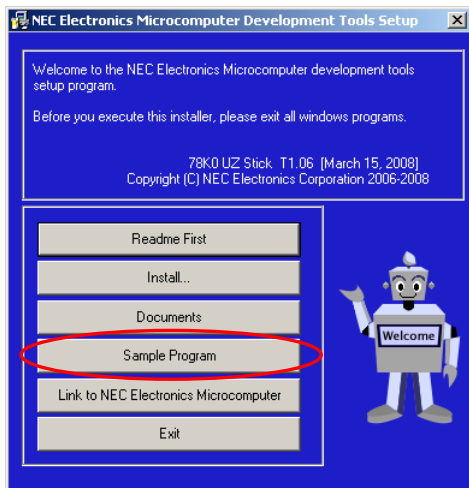 NEC Electronics Microcomputer Development Tools Setup
Welcome to the NEC Electronics Microcomputer development tools
setup program.
Before you execute this installer, please exit all windows programs.
78K0 UZ Stick T1.06 [March 15, 2008]
Copyright (C) NEC Electronics Corporation 2006-2008
Readme First
Install...
Documents
Sample Program
Link to NEC Electronics Microcomputer
Exit
Welcome